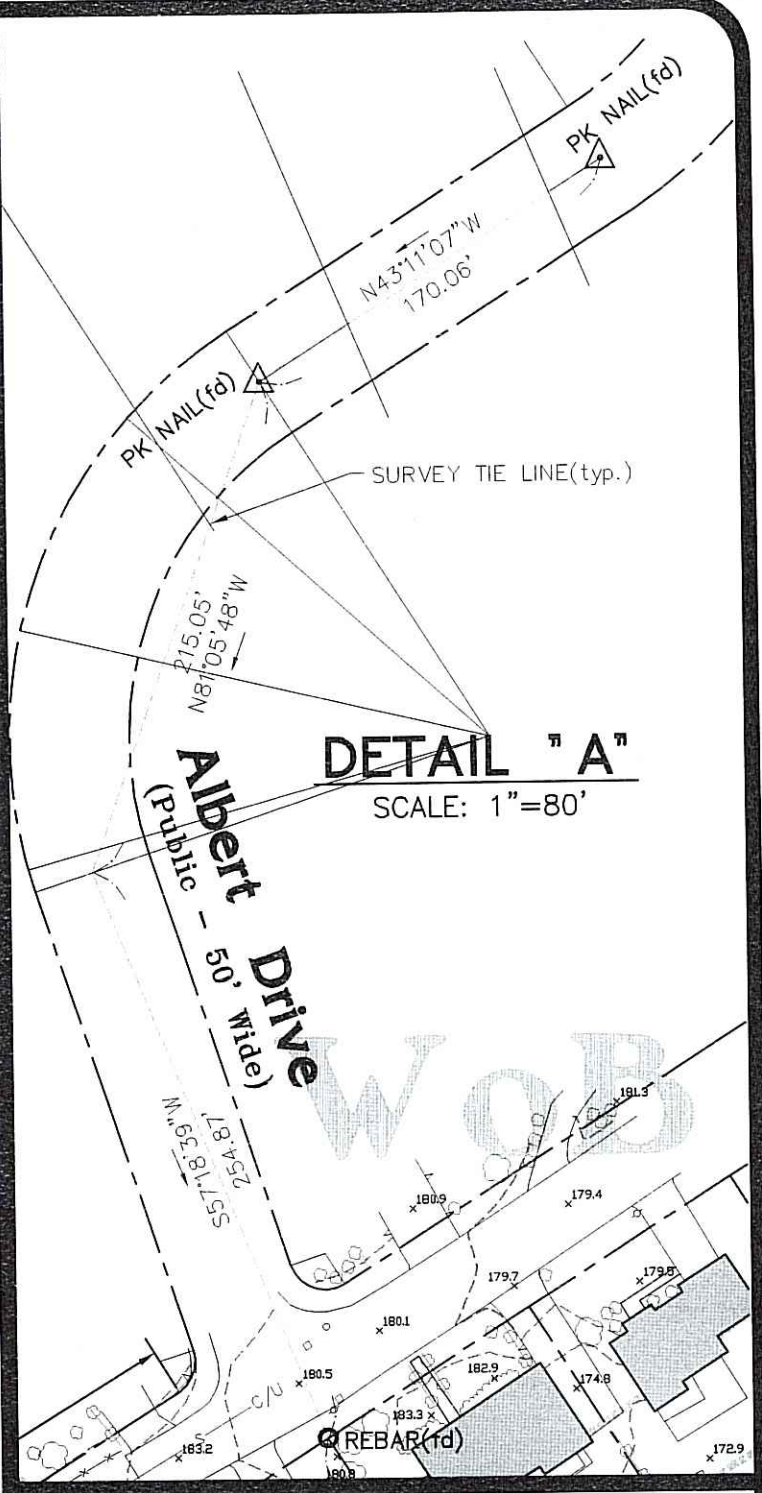 PK NAIL(fd)
N43°11'07"W
170.06'
PK NAIL(fd)
SURVEY TIE LINE(typ.)
215.05'
N81°05'48"W
DETAIL "A"
SCALE: 1"=80'
Albert Drive
(Public - 50' Wide)
WoB
S57°18'39"W
254.87'
181.3
180.9
179.4
179.7
179.8
180.1
180.5
182.9
174.8
183.3
REBAR(fd)
183.2
180.8
172.9